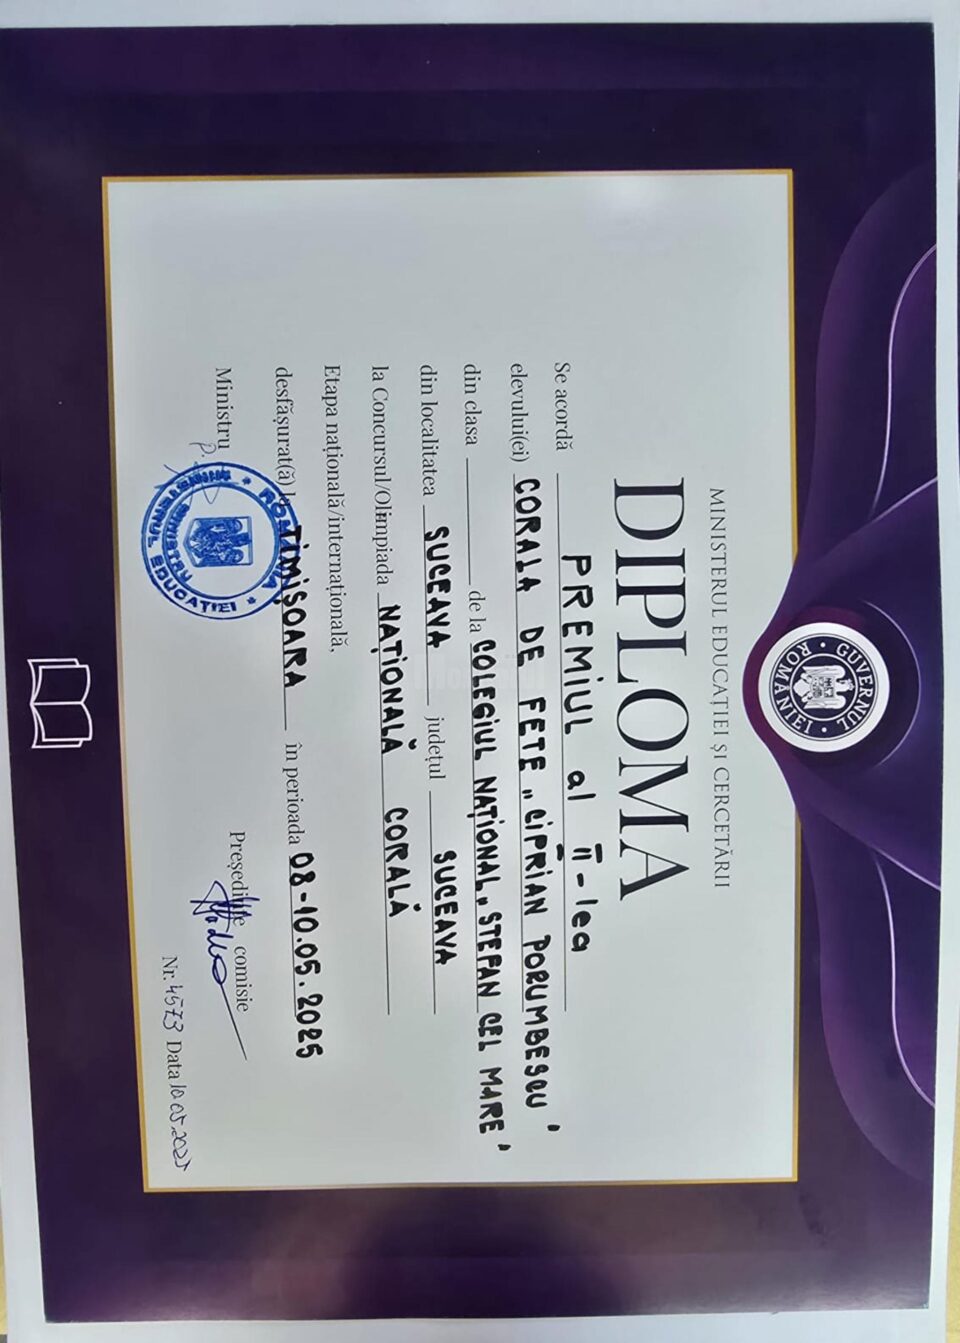 GUVERNUL ROMÂNIEI
MINISTERUL EDUCAȚIEI ȘI CERCETĂRII
DIPLOMA
Se acordă PREMIUL al II-lea
elevului(ei) CORALA DE FETE „CIPRIAN PORUMBESCU'
din clasa de la COLEGIUL NAȚIONAL „STEFAN CEL MARE'
din localitatea SUCEAVA județul SUCEAVA
la Concursul/Olimpiada NAȚIONALĂ CORALĂ
Etapa națională/internațională,
desfășurat(ă) TIMIȘOARA în perioada 08-10.05.2025
Ministru Președinte comisie
ROMÂNIA
MINISTERUL EDUCAȚIEI
MINISTRU
Nr. 4573 Data 10.05.2025